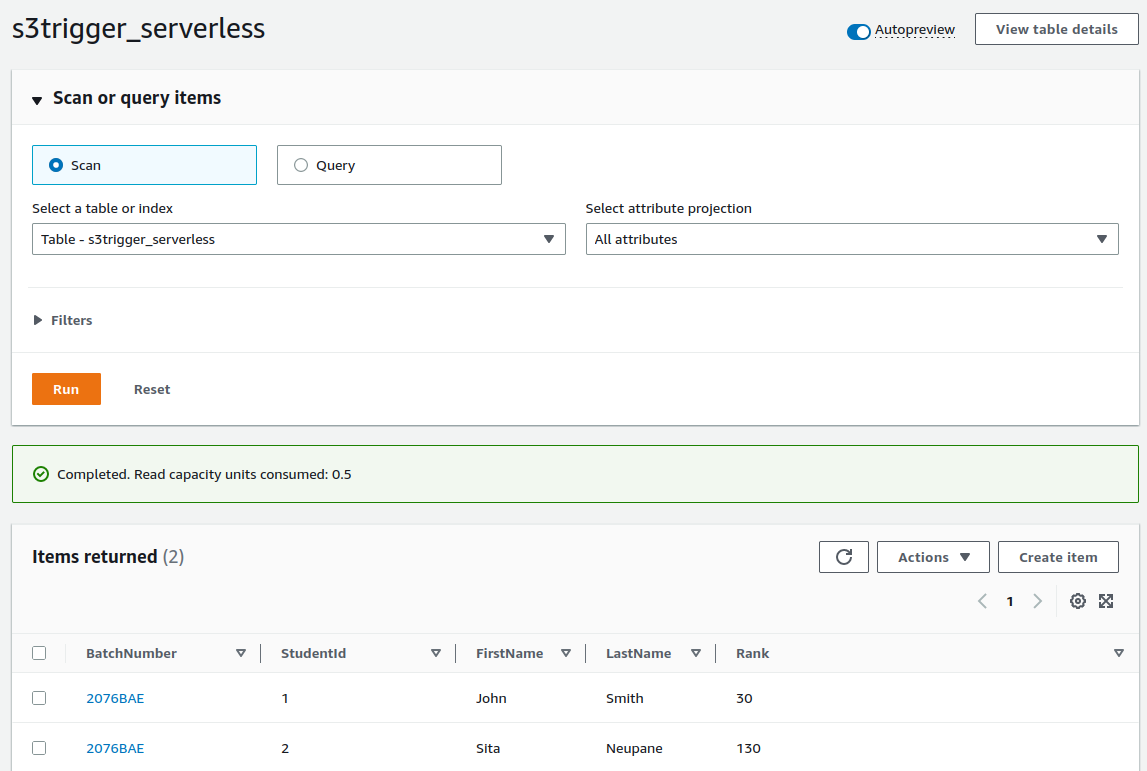 s3trigger_serverless
Autopreview
View table details
Scan or query items
Scan
Query
Select a table or index
Select attribute projection
Table - s3trigger_serverless
All attributes
Filters
Run
Reset
Completed. Read capacity units consumed: 0.5
Items returned (2)
Actions
Create item
1
BatchNumber StudentId FirstName LastName Rank
2076BAE 1 John Smith 30
2076BAE 2 Sita Neupane 130